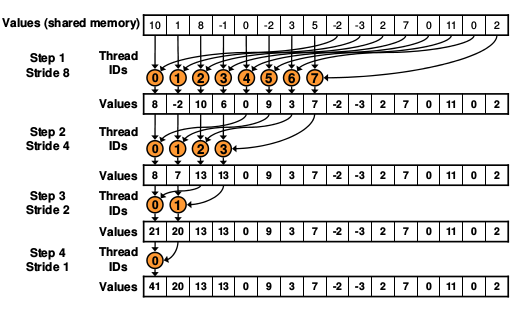 Values (shared memory) 10 1 8 -1 0 -2 3 5 -2 -3 2 7 0 11 0 2
Step 1 Thread
Stride 8 IDs 0 1 2 3 4 5 6 7
Values 8 -2 10 6 0 9 3 7 -2 -3 2 7 0 11 0 2
Step 2 Thread
Stride 4 IDs 0 1 2 3
Values 8 7 13 13 0 9 3 7 -2 -3 2 7 0 11 0 2
Step 3 Thread
Stride 2 IDs 0 1
Values 21 20 13 13 0 9 3 7 -2 -3 2 7 0 11 0 2
Step 4 Thread
Stride 1 IDs 0
Values 41 20 13 13 0 9 3 7 -2 -3 2 7 0 11 0 2